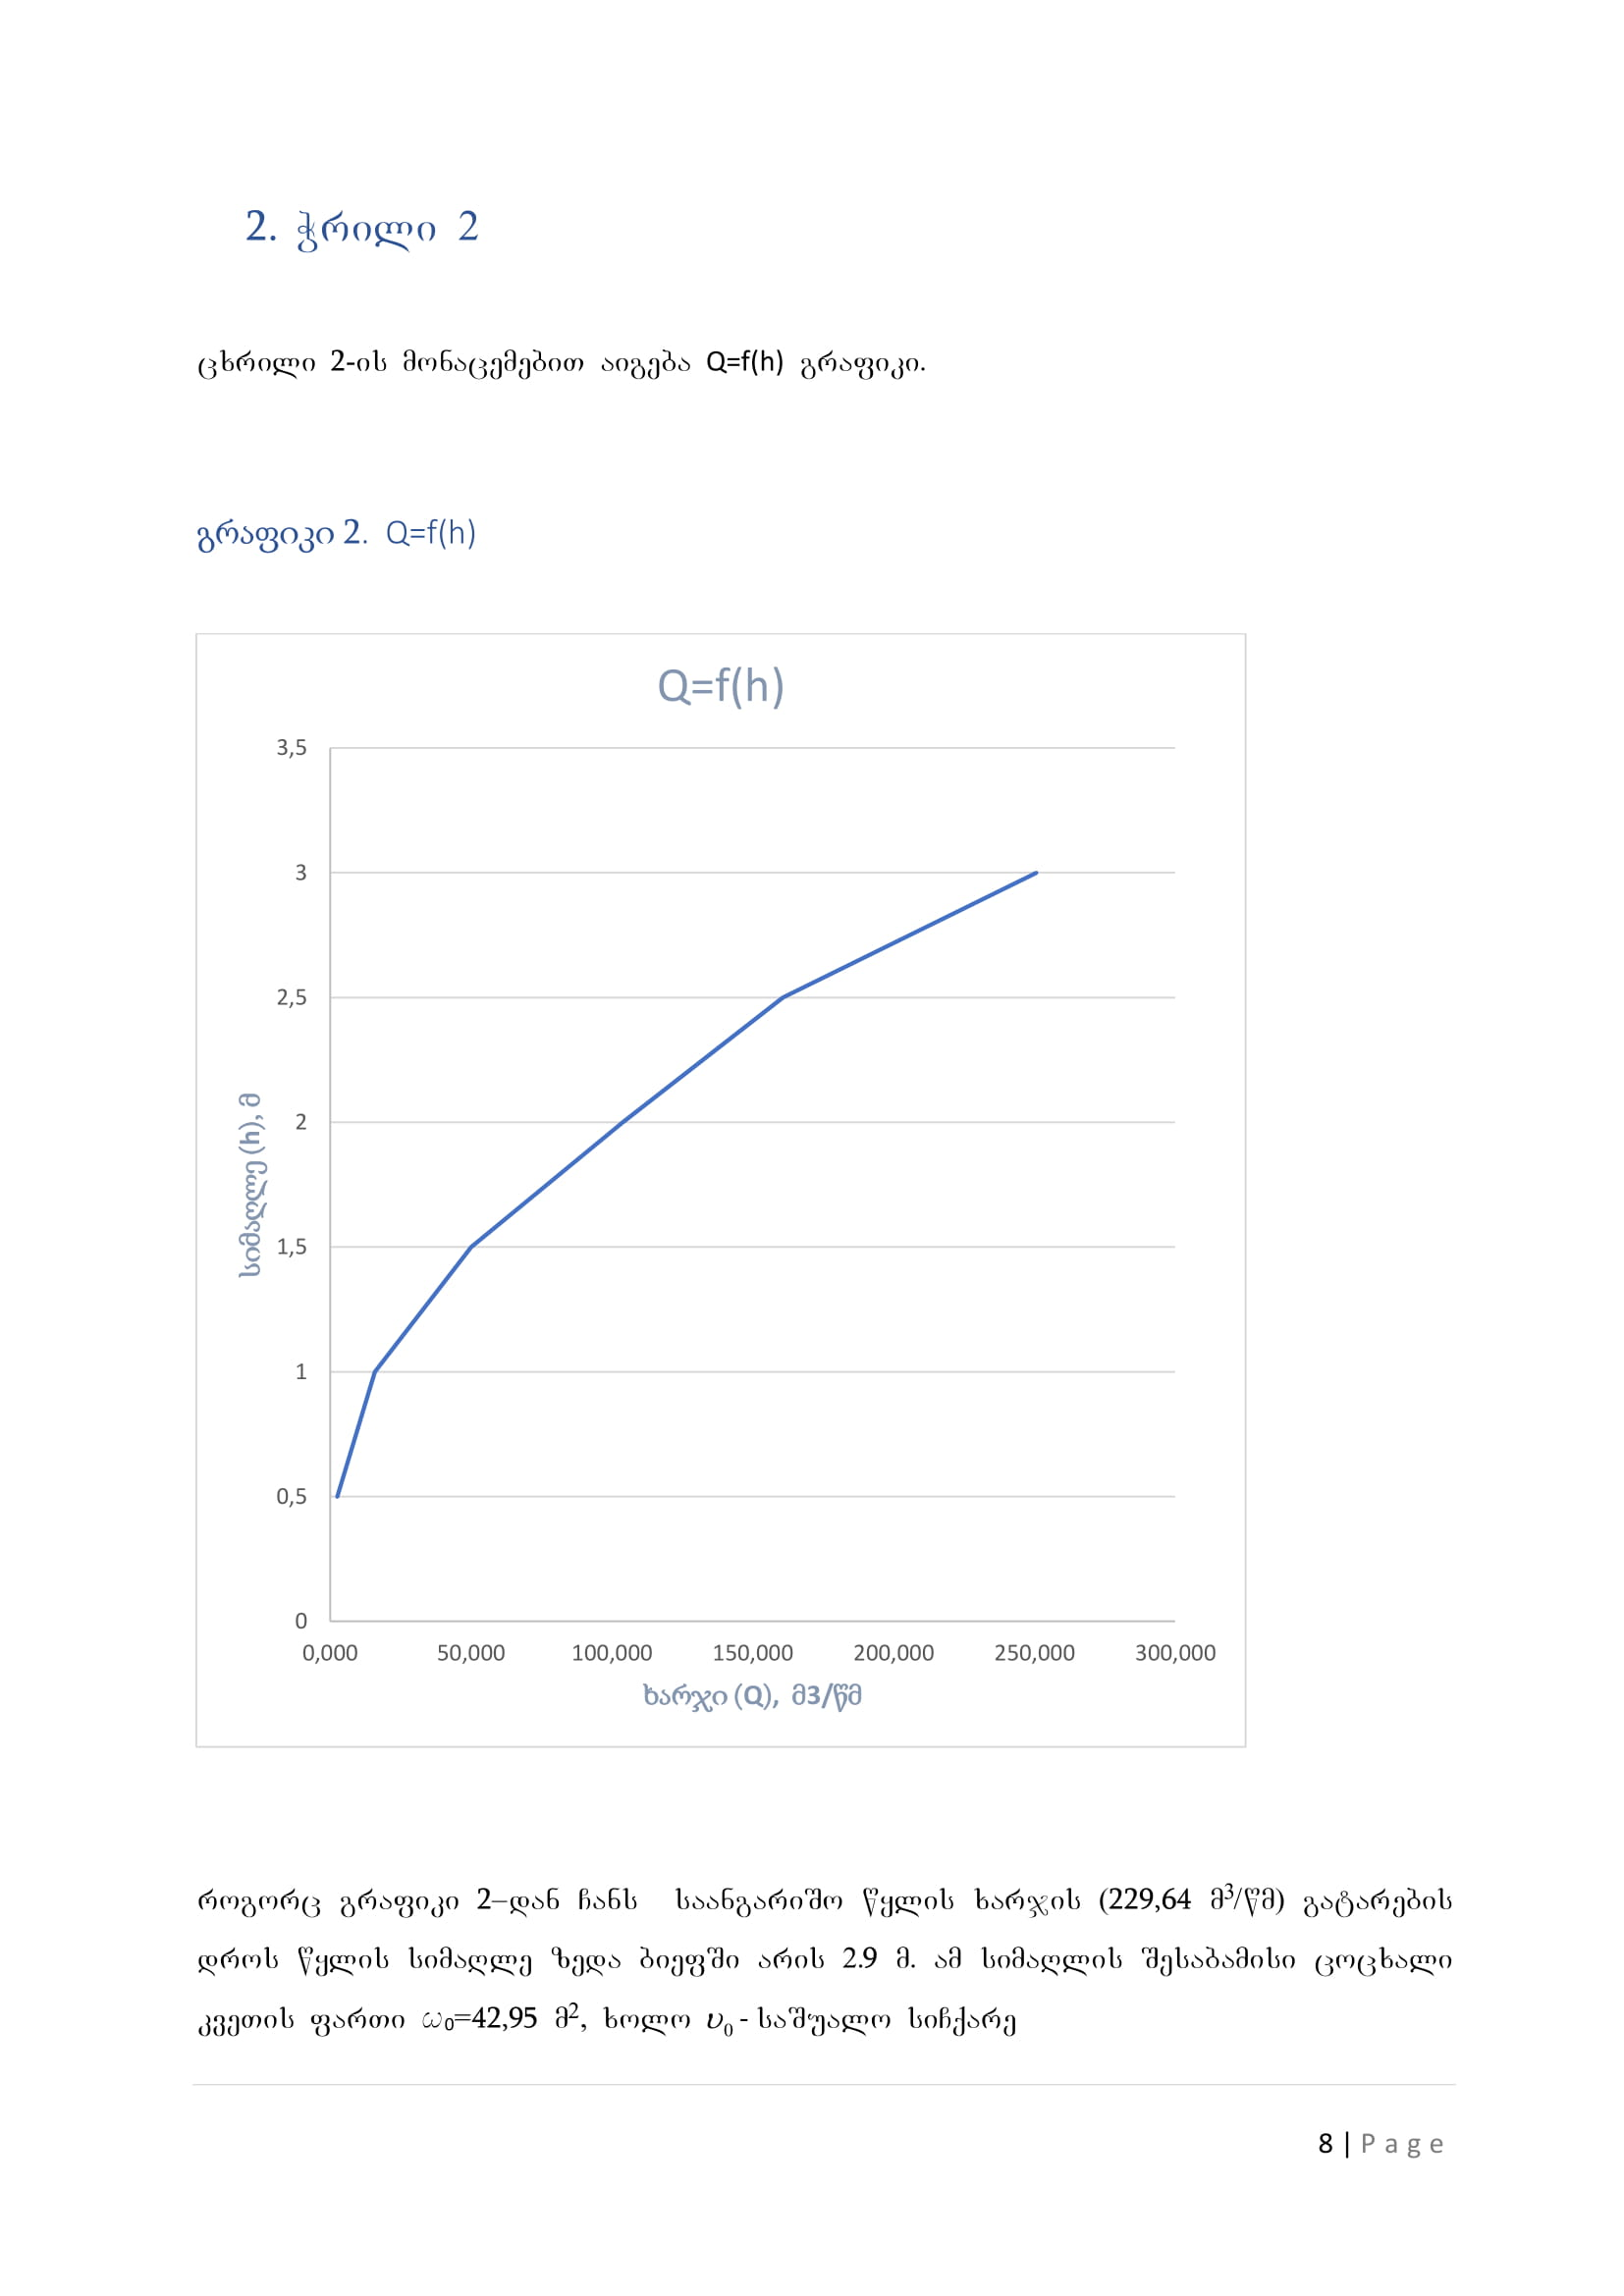 2. ჭრილი 2
ცხრილი 2-ის მონაცემებით აიგება Q=f(h) გრაფიკი.
გრაფიკი 2. Q=f(h)
Q=f(h)
3,5
3
2,5
2
1,5
1
0,5
0
სიმაღლე (h), მ
0,000 50,000 100,000 150,000 200,000 250,000 300,000
ხარჯი (Q), მ3/წმ
როგორც გრაფიკი 2–დან ჩანს საანგარიშო წყლის ხარჯის (229,64 მ³/წმ) გატარების
დროს წყლის სიმაღლე ზედა ბიეფში არის 2.9 მ. ამ სიმაღლის შესაბამისი ცოცხალი
კვეთის ფართი ω₀=42,95 მ², ხოლო υ₀ - საშუალო სიჩქარე
8 | Page